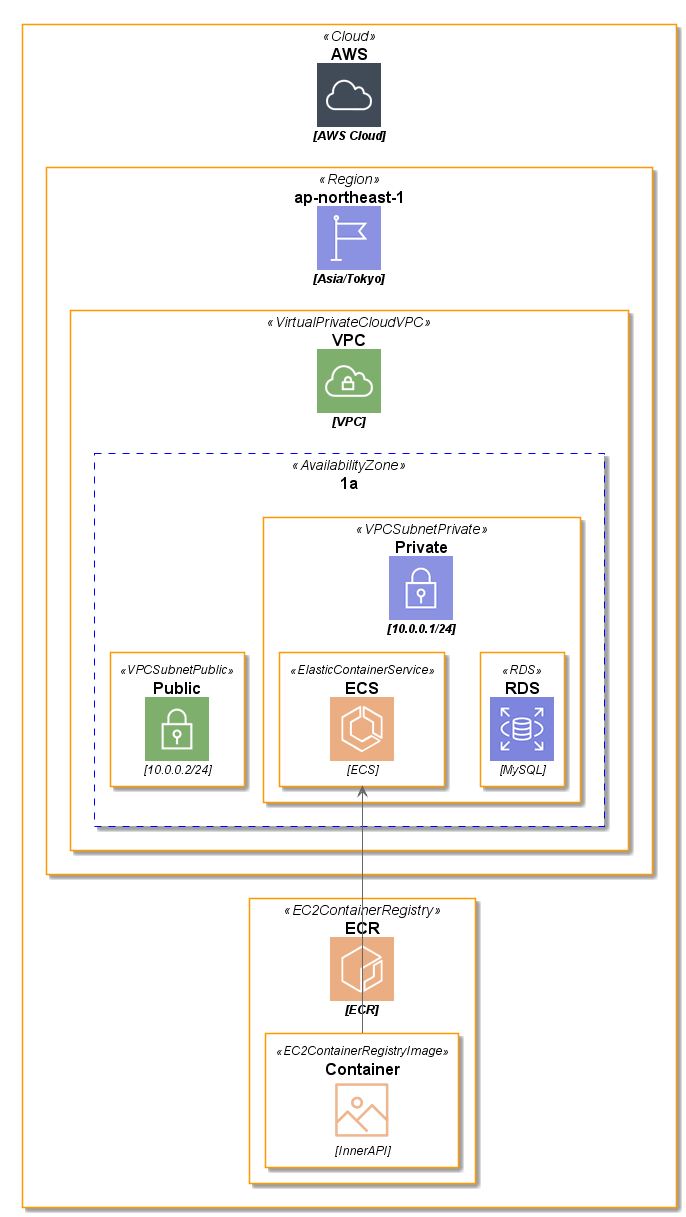 «Cloud»
AWS
[AWS Cloud]
«Region»
ap-northeast-1
[Asia/Tokyo]
«VirtualPrivateCloudVPC»
VPC
[VPC]
«AvailabilityZone»
1a
«VPCSubnetPrivate»
Private
[10.0.0.1/24]
«VPCSubnetPublic»
Public
[10.0.0.2/24]
«ElasticContainerService»
ECS
[ECS]
«RDS»
RDS
[MySQL]
«EC2ContainerRegistry»
ECR
[ECR]
«EC2ContainerRegistryImage»
Container
[InnerAPI]